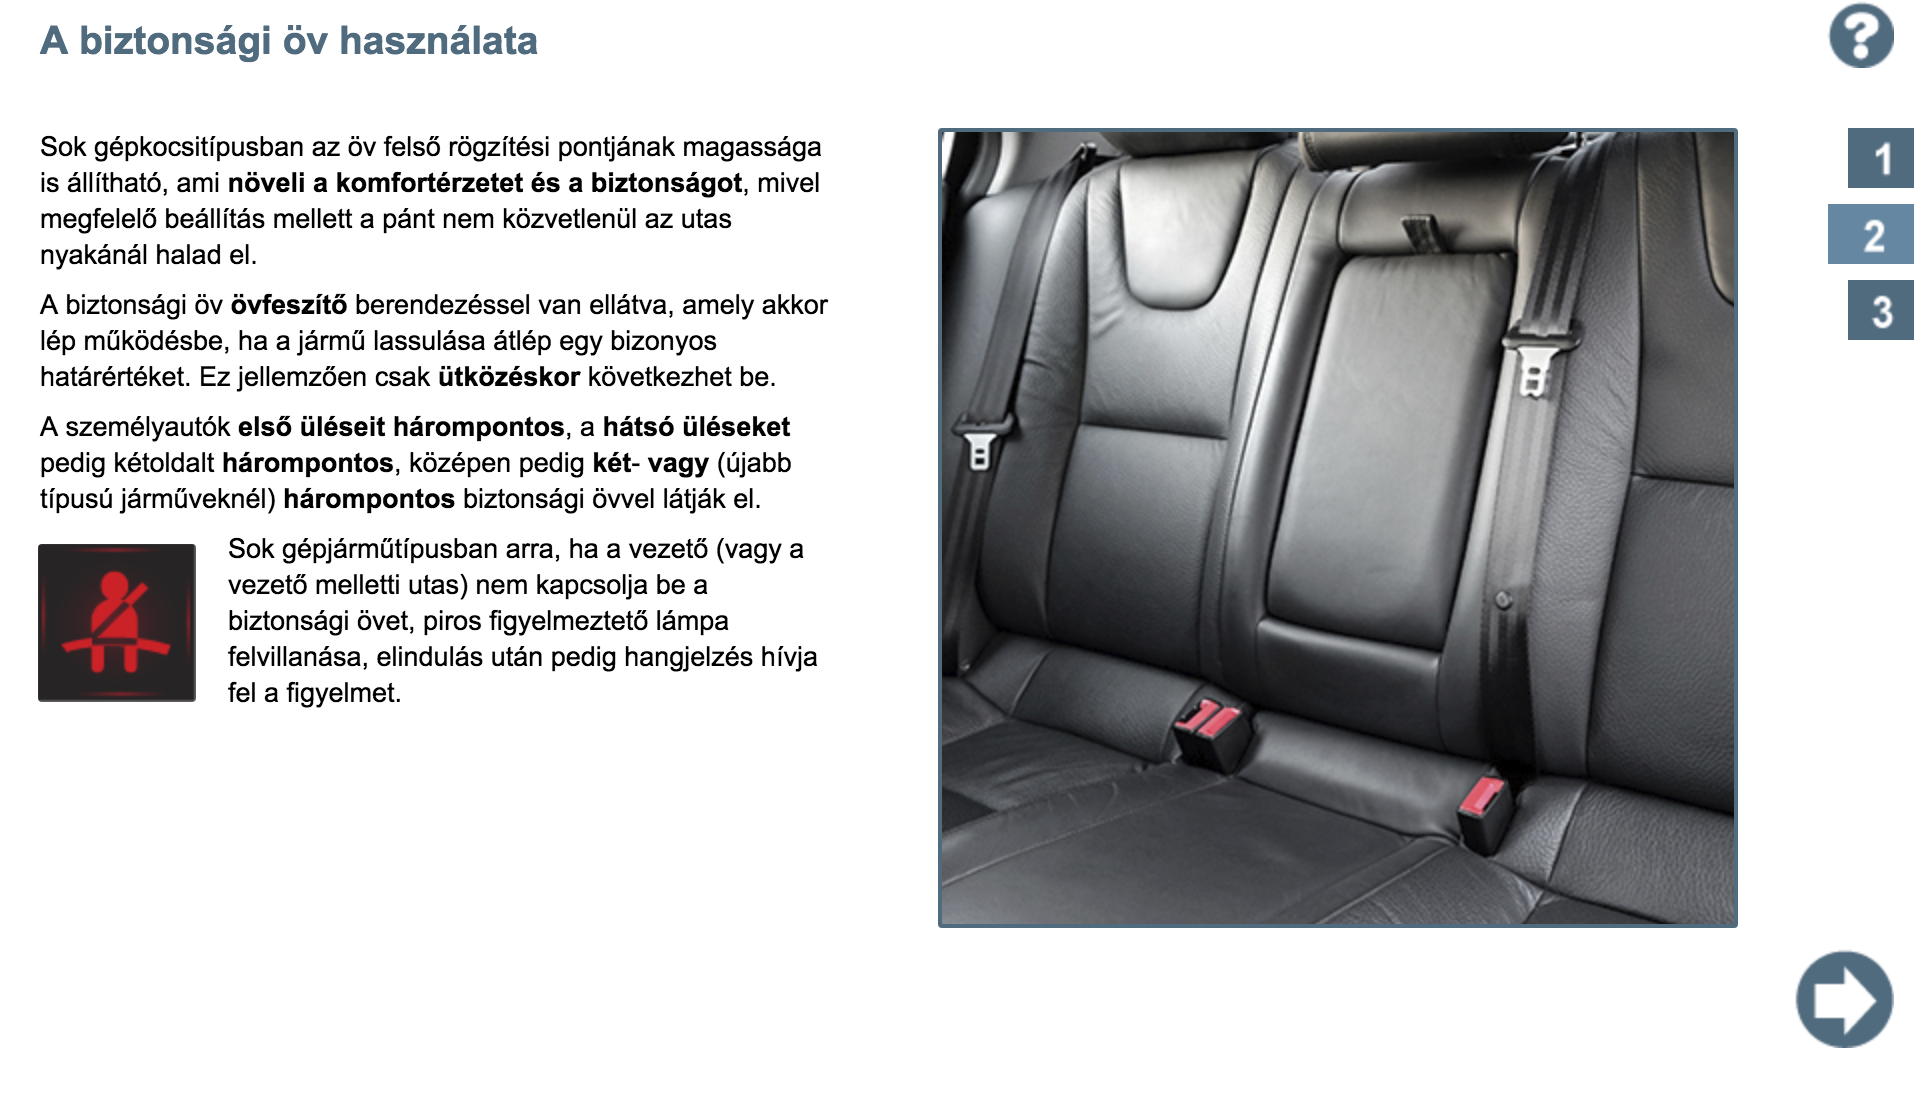 A biztonsági öv használata
?
Sok gépkocsitípusban az öv felső rögzítési pontjának magassága
is állítható, ami növeli a komfortérzetet és a biztonságot, mivel
megfelelő beállítás mellett a pánt nem közvetlenül az utas
nyakánál halad el.
A biztonsági öv övfeszítő berendezéssel van ellátva, amely akkor
lép működésbe, ha a jármű lassulása átlép egy bizonyos
határértéket. Ez jellemzően csak ütközéskor következhet be.
A személyautók első üléseit hárompontos, a hátsó üléseket
pedig kétoldalt hárompontos, középen pedig két- vagy (újabb
típusú járműveknél) hárompontos biztonsági övvel látják el.
Sok gépjárműtípusban arra, ha a vezető (vagy a
vezető melletti utas) nem kapcsolja be a
biztonsági övet, piros figyelmeztető lámpa
felvillanása, elindulás után pedig hangjelzés hívja
fel a figyelmet.
1
2
3